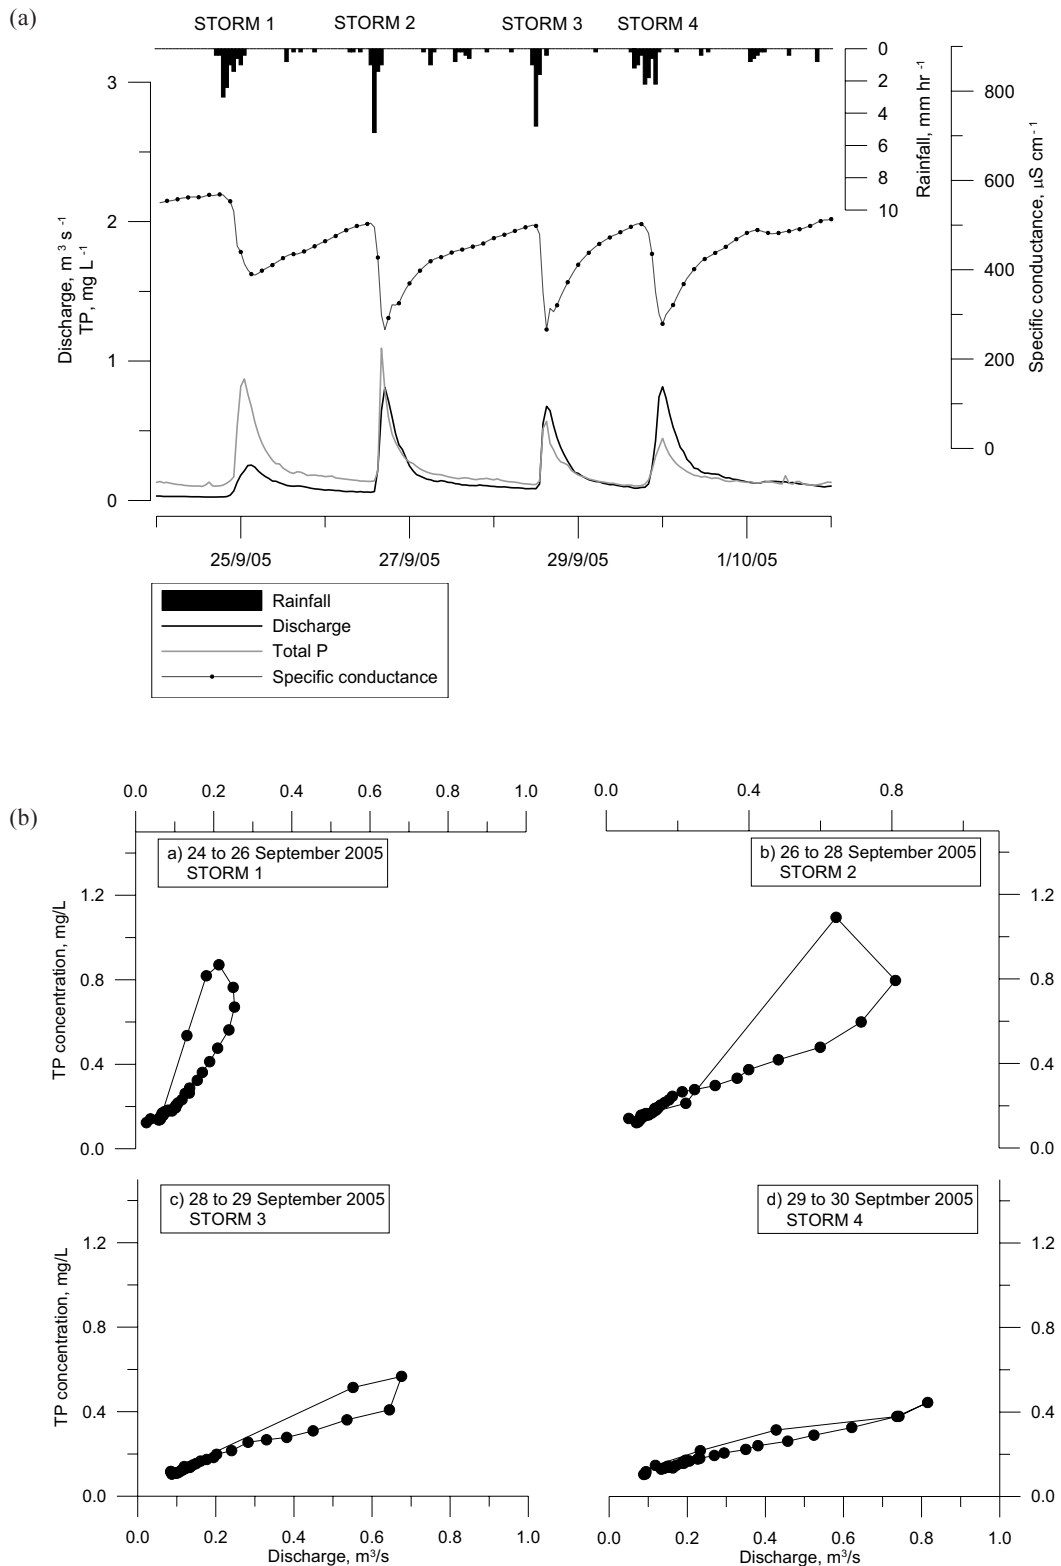 (a)
STORM 1 STORM 2 STORM 3 STORM 4
3
2
1
0
Discharge, m³ s⁻¹
TP, mg L⁻¹
0
2
4
6
8
10
Rainfall, mm hr⁻¹
800
600
400
200
0
Specific conductance, µS cm⁻¹
25/9/05 27/9/05 29/9/05 1/10/05
Rainfall
Discharge
Total P
Specific conductance
(b)
0.0 0.2 0.4 0.6 0.8 1.0
0.0 0.4 0.8
a) 24 to 26 September 2005
STORM 1
b) 26 to 28 September 2005
STORM 2
TP concentration, mg/L
1.2
0.8
0.4
0.0
1.2
0.8
0.4
0.0
c) 28 to 29 September 2005
STORM 3
d) 29 to 30 Septmber 2005
STORM 4
TP concentration, mg/L
1.2
0.8
0.4
0.0
1.2
0.8
0.4
0.0
0.0 0.2 0.4 0.6 0.8 1.0
0.0 0.2 0.4 0.6 0.8 1.0
Discharge, m³/s
Discharge, m³/s